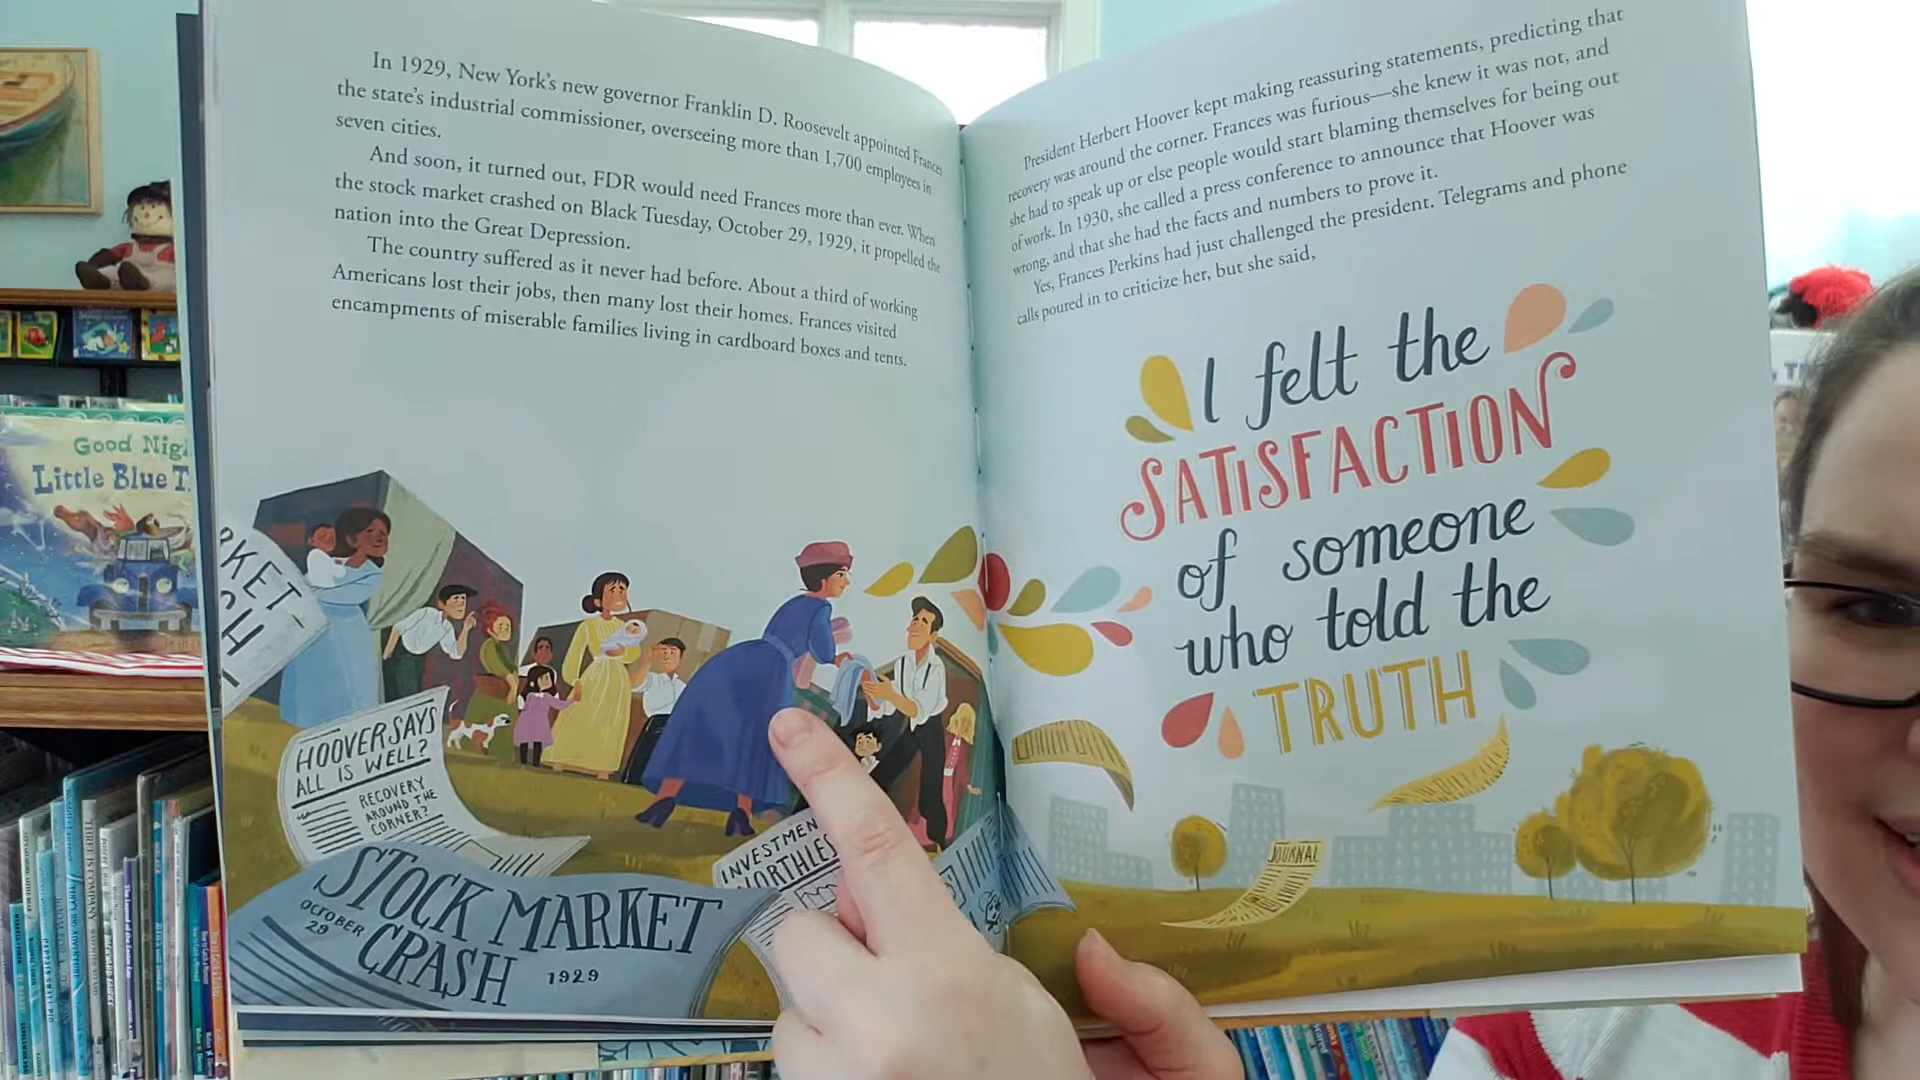 In 1929, New York's new governor Franklin D. Roosevelt appointed Frances
the state's industrial commissioner, overseeing more than 1,700 employees in
seven cities.
And soon, it turned out, FDR would need Frances more than ever. When
the stock market crashed on Black Tuesday, October 29, 1929, it propelled the
nation into the Great Depression.
The country suffered as it never had before. About a third of working
Americans lost their jobs, then many lost their homes. Frances visited
encampments of miserable families living in cardboard boxes and tents.
RKET
SH
HOOVER SAYS
ALL IS WELL?
RECOVERY
AROUND THE
CORNER?
STOCK MARKET
OCTOBER
29
CRASH
1929
INVESTMEN
WORTHLES
President Herbert Hoover kept making reassuring statements, predicting that
recovery was around the corner. Frances was furious—she knew it was not, and
she had to speak up or else people would start blaming themselves for being out
of work. In 1930, she called a press conference to announce that Hoover was
wrong, and that she had the facts and numbers to prove it.
Yes, Frances Perkins had just challenged the president. Telegrams and phone
calls poured in to criticize her, but she said,
I felt the
SATISFACTION
of someone
who told the
TRUTH
JOURNAL
Good Nig
Little Blue T